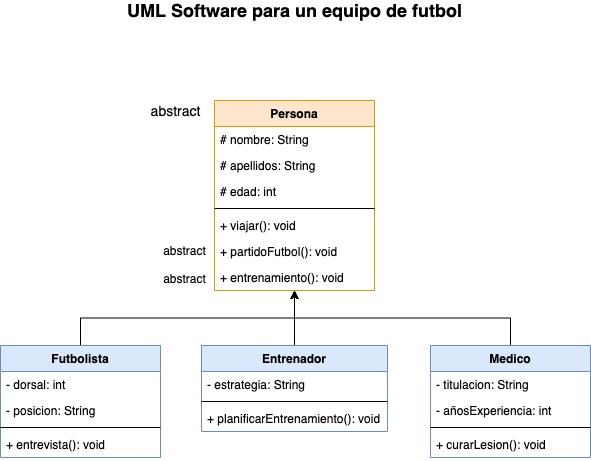 UML Software para un equipo de futbol
abstract
Persona
# nombre: String
# apellidos: String
# edad: int
+ viajar(): void
abstract
+ partidoFutbol(): void
abstract
+ entrenamiento(): void
Futbolista
- dorsal: int
- posicion: String
+ entrevista(): void
Entrenador
- estrategia: String
+ planificarEntrenamiento(): void
Medico
- titulacion: String
- añosExperiencia: int
+ curarLesion(): void